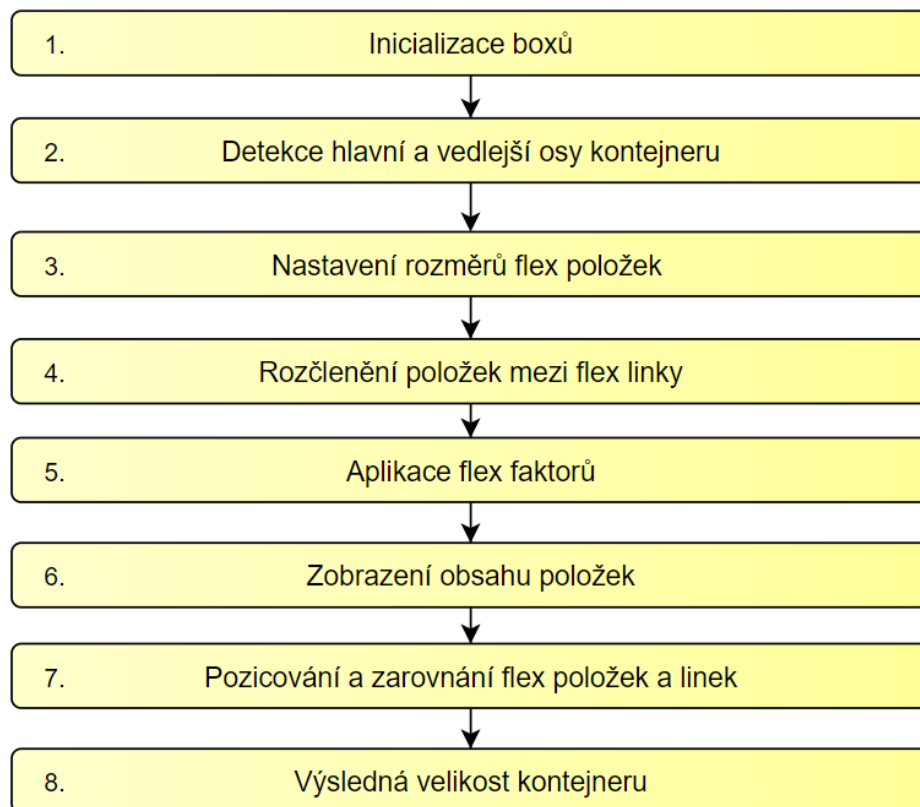 1. Inicializace boxů
2. Detekce hlavní a vedlejší osy kontejneru
3. Nastavení rozměrů flex položek
4. Rozčlenění položek mezi flex linky
5. Aplikace flex faktorů
6. Zobrazení obsahu položek
7. Pozicování a zarovnání flex položek a linek
8. Výsledná velikost kontejneru